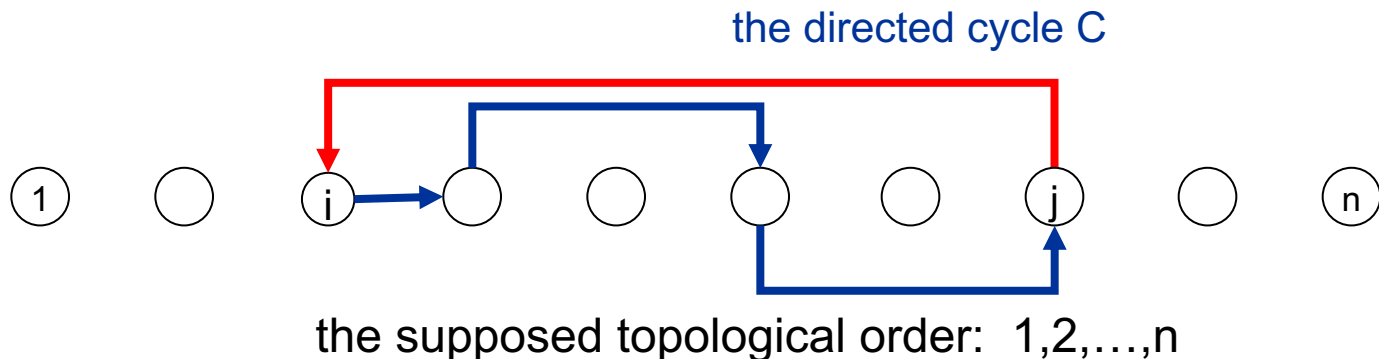 the directed cycle C
1 i j n
the supposed topological order: 1,2,…,n